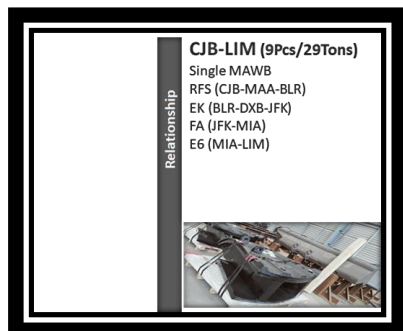 CJB-LIM (9Pcs/29Tons)
Single MAWB
RFS (CJB-MAA-BLR)
EK (BLR-DXB-JFK)
FA (JFK-MIA)
E6 (MIA-LIM)
Relationship